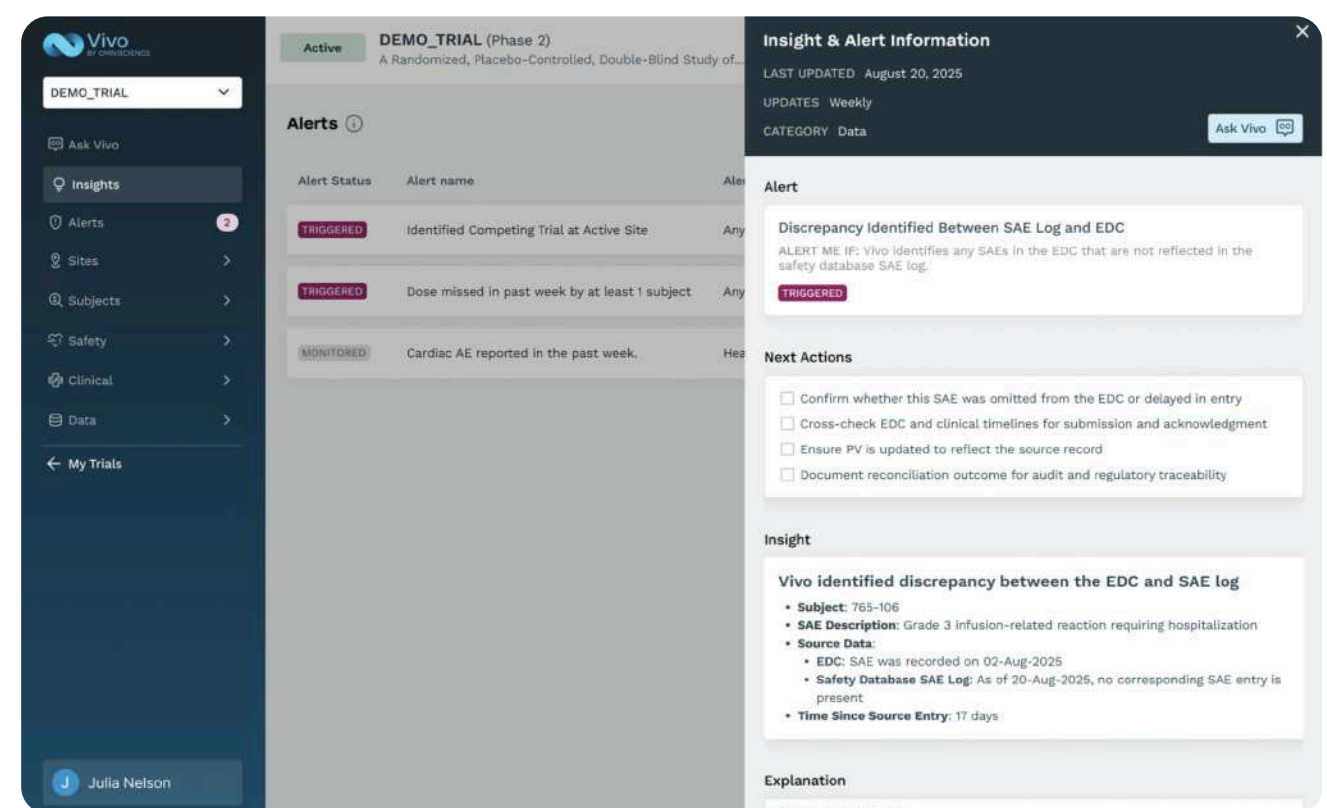 Vivo
BY OMNISCIENCE
DEMO_TRIAL
Ask Vivo
Insights
Alerts
2
Sites
Subjects
Safety
Clinical
Data
My Trials
J
Julia Nelson
Active
DEMO_TRIAL (Phase 2)
A Randomized, Placebo-Controlled, Double-Blind Study of...
Alerts
Alert Status Alert name Ale
TRIGGERED Identified Competing Trial at Active Site Any
TRIGGERED Dose missed in past week by at least 1 subject Any
MONITORED Cardiac AE reported in the past week. Hea
Insight & Alert Information
LAST UPDATED August 20, 2025
UPDATES Weekly
CATEGORY Data
Ask Vivo
Alert
Discrepancy Identified Between SAE Log and EDC
ALERT ME IF: Vivo identifies any SAEs in the EDC that are not reflected in the
safety database SAE log.
TRIGGERED
Next Actions
Confirm whether this SAE was omitted from the EDC or delayed in entry
Cross-check EDC and clinical timelines for submission and acknowledgment
Ensure PV is updated to reflect the source record
Document reconciliation outcome for audit and regulatory traceability
Insight
Vivo identified discrepancy between the EDC and SAE log
• Subject: 765-106
• SAE Description: Grade 3 infusion-related reaction requiring hospitalization
• Source Data:
• EDC: SAE was recorded on 02-Aug-2025
• Safety Database SAE Log: As of 20-Aug-2025, no corresponding SAE entry is
present
• Time Since Source Entry: 17 days
Explanation